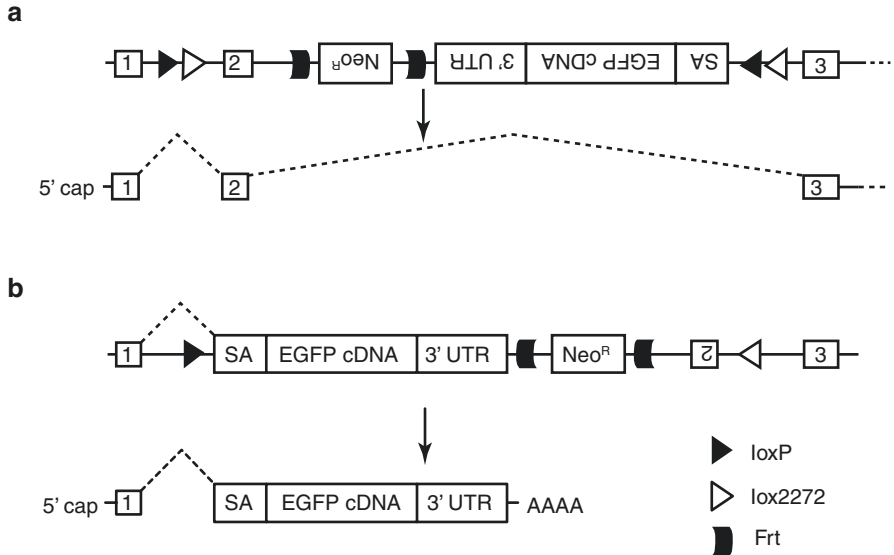 a
1 2 Neoᴿ 3' UTR EGFP cDNA SA 3
5' cap 1 2 3
b
1 SA EGFP cDNA 3' UTR Neoᴿ 2 3
loxP
5' cap 1 SA EGFP cDNA 3' UTR AAAA
lox2272
Frt